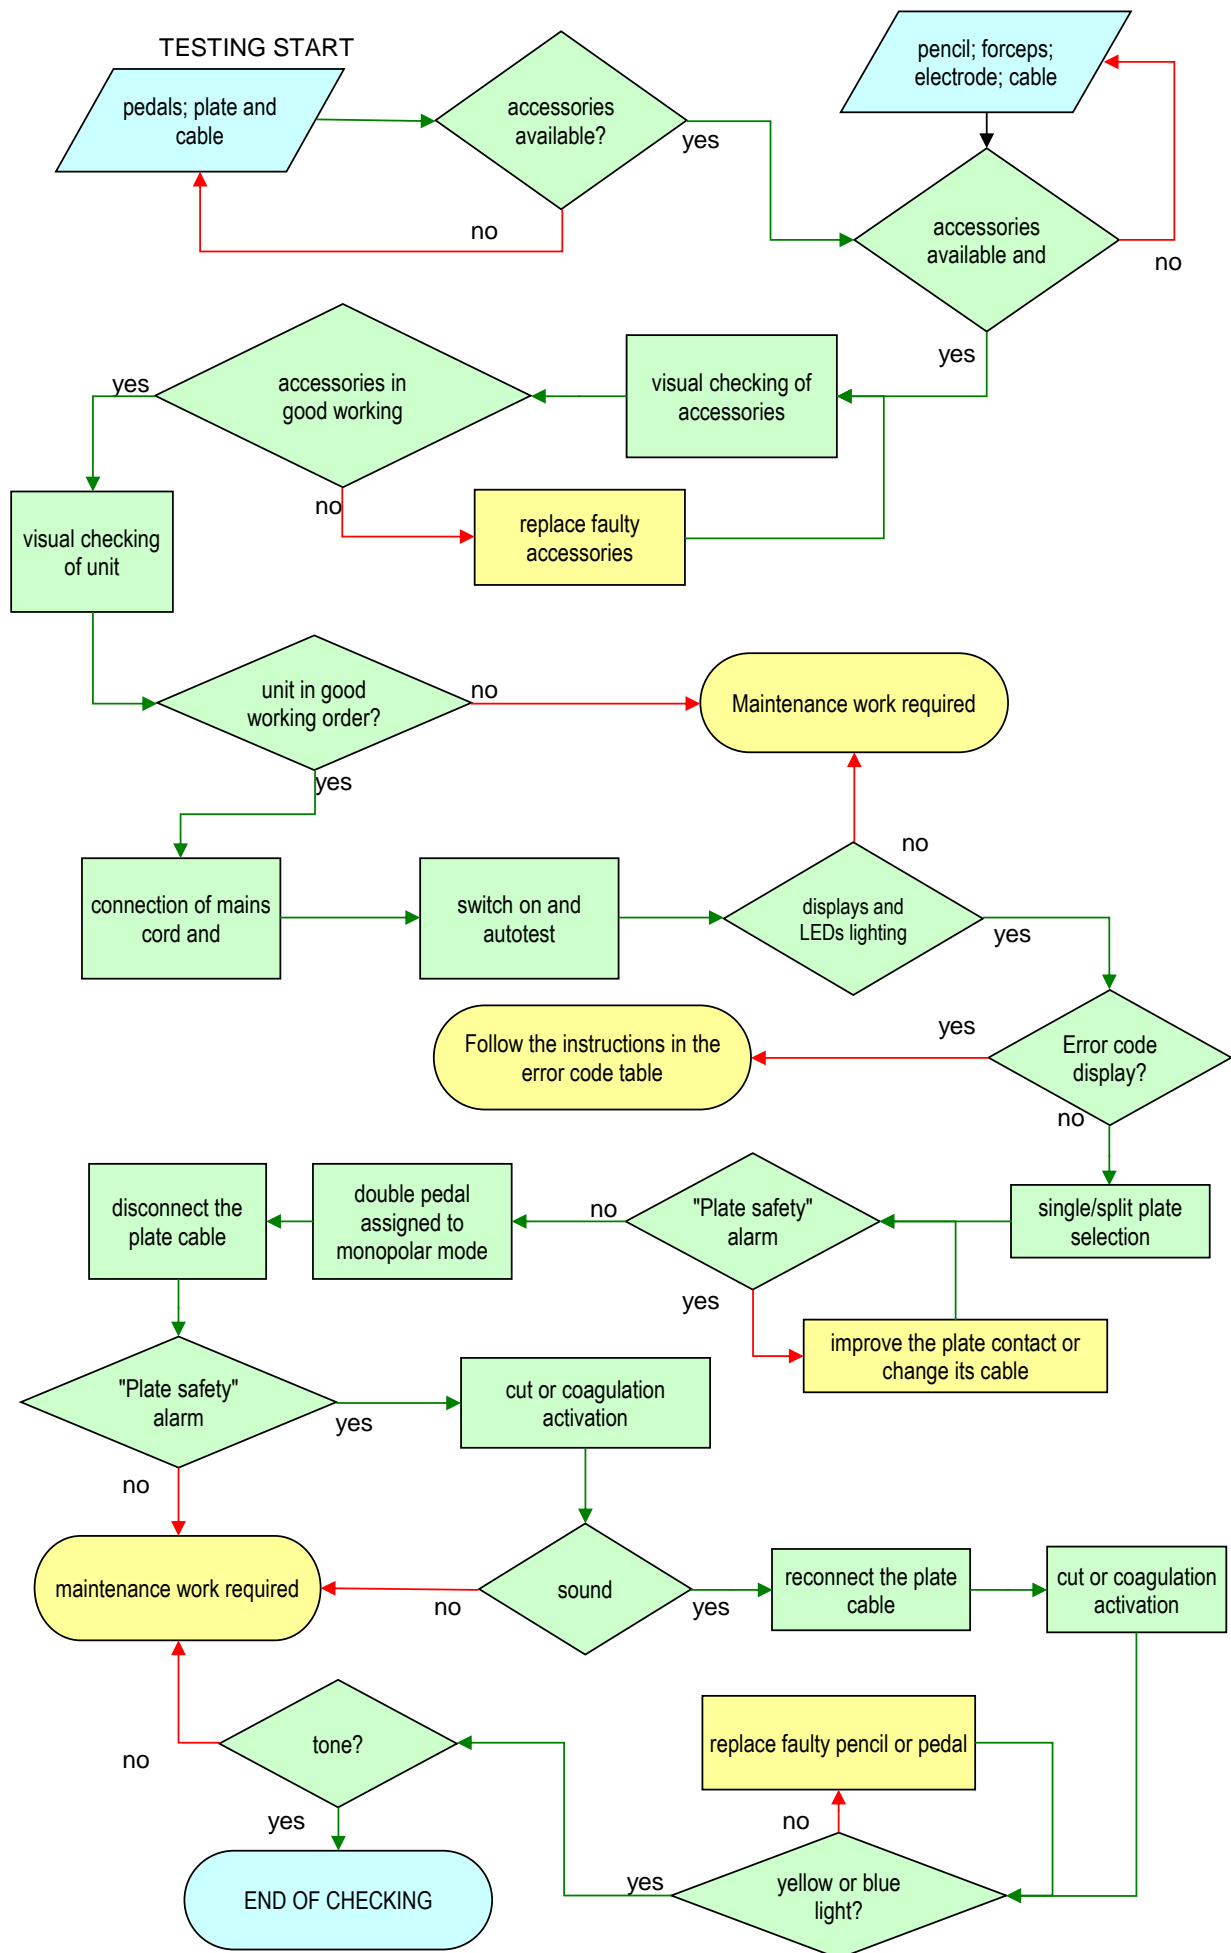 TESTING START
pedals; plate and
cable
accessories
available?
yes
no
pencil; forceps;
electrode; cable
accessories
available and
no
yes
visual checking of
accessories
accessories in
good working
yes
no
replace faulty
accessories
visual checking
of unit
unit in good
working order?
no
Maintenance work required
yes
connection of mains
cord and
switch on and
autotest
displays and
LEDs lighting
no
yes
Error code
display?
yes
Follow the instructions in the
error code table
no
single/split plate
selection
"Plate safety"
alarm
no
yes
improve the plate contact or
change its cable
double pedal
assigned to
monopolar mode
disconnect the
plate cable
"Plate safety"
alarm
yes
no
cut or coagulation
activation
sound
no
yes
maintenance work required
reconnect the plate
cable
cut or coagulation
activation
replace faulty pencil or pedal
no
yellow or blue
light?
yes
tone?
no
yes
END OF CHECKING